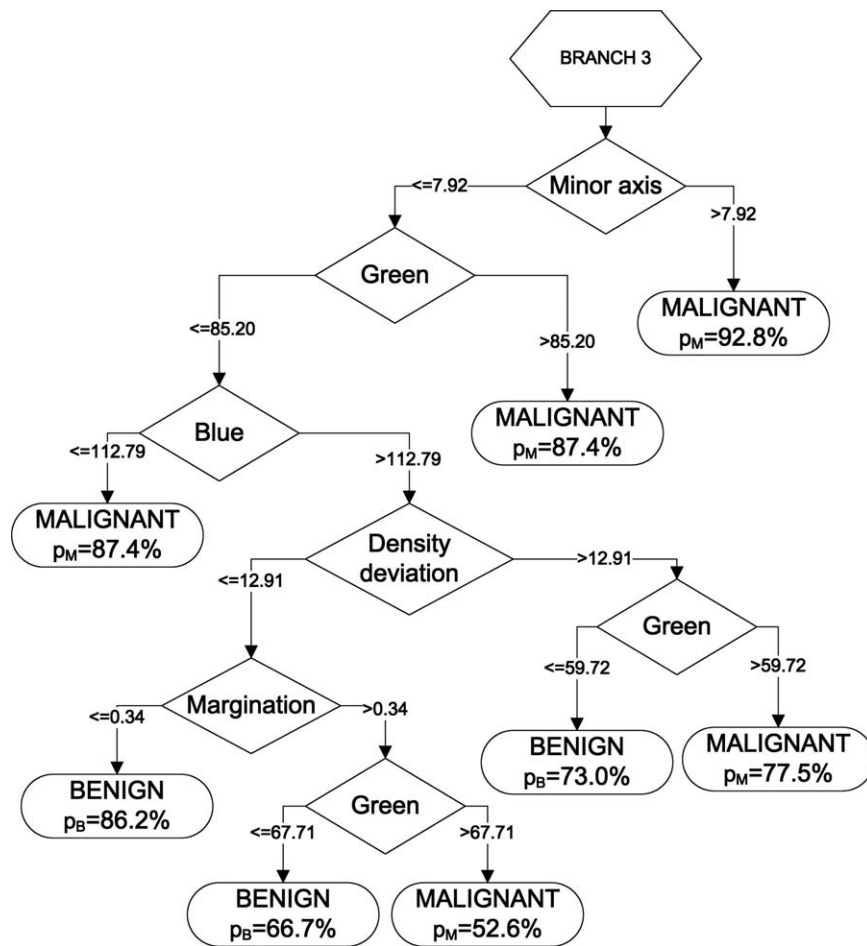 BRANCH 3
Minor axis
<=7.92
>7.92
Green
MALIGNANT
pM=92.8%
<=85.20
>85.20
Blue
MALIGNANT
pM=87.4%
<=112.79
>112.79
MALIGNANT
pM=87.4%
Density
deviation
<=12.91
>12.91
Green
Margination
<=59.72
>59.72
<=0.34
>0.34
BENIGN
pB=73.0%
MALIGNANT
pM=77.5%
BENIGN
pB=86.2%
Green
<=67.71
>67.71
BENIGN
pB=66.7%
MALIGNANT
pM=52.6%